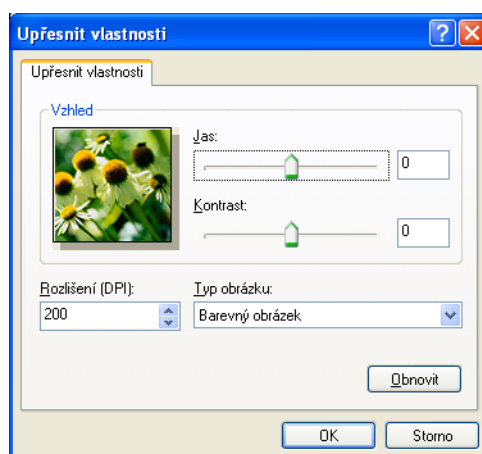 Upřesnit vlastnosti
Upřesnit vlastnosti
Vzhled
Jas:
0
Kontrast:
0
Rozlišení (DPI):
Typ obrázku:
200
Barevný obrázek
Obnovit
OK
Storno